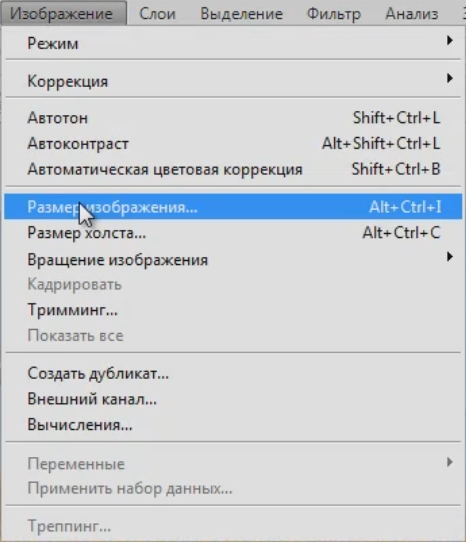 Изображение Слои Выделение Фильтр Анализ
Режим
Коррекция
Автотон Shift+Ctrl+L
Автоконтраст Alt+Shift+Ctrl+L
Автоматическая цветовая коррекция Shift+Ctrl+B
Размер изображения... Alt+Ctrl+I
Размер холста... Alt+Ctrl+C
Вращение изображения
Кадрировать
Тримминг...
Показать все
Создать дубликат...
Внешний канал...
Вычисления...
Переменные
Применить набор данных...
Треппинг...